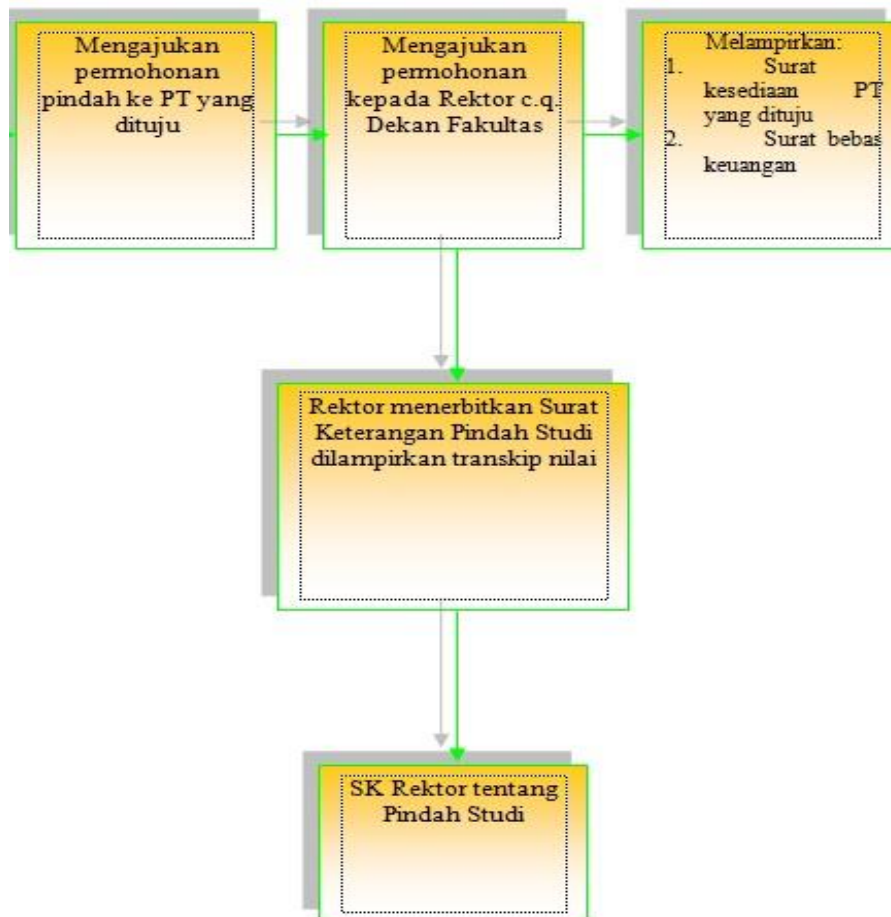 Mengajukan
permohonan
pindah ke PT yang
dituju
Mengajukan
permohonan
kepada Rektor c.q.
Dekan Fakultas
Melampirkan:
1. Surat
kesediaan PT
yang dituju
2. Surat bebas
keuangan
Rektor menerbitkan Surat
Keterangan Pindah Studi
dilampirkan transkip nilai
SK Rektor tentang
Pindah Studi